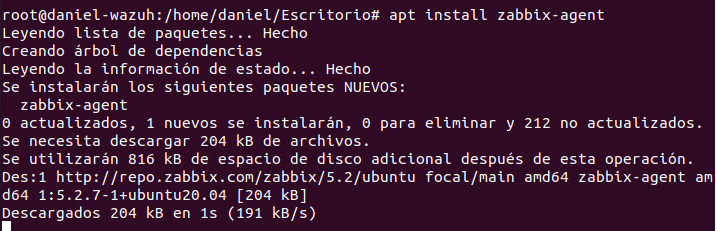 root@daniel-wazuh:/home/daniel/Escritorio# apt install zabbix-agent
Leyendo lista de paquetes... Hecho
Creando árbol de dependencias
Leyendo la información de estado... Hecho
Se instalarán los siguientes paquetes NUEVOS:
  zabbix-agent
0 actualizados, 1 nuevos se instalarán, 0 para eliminar y 212 no actualizados.
Se necesita descargar 204 kB de archivos.
Se utilizarán 816 kB de espacio de disco adicional después de esta operación.
Des:1 http://repo.zabbix.com/zabbix/5.2/ubuntu focal/main amd64 zabbix-agent am
d64 1:5.2.7-1+ubuntu20.04 [204 kB]
Descargados 204 kB en 1s (191 kB/s)